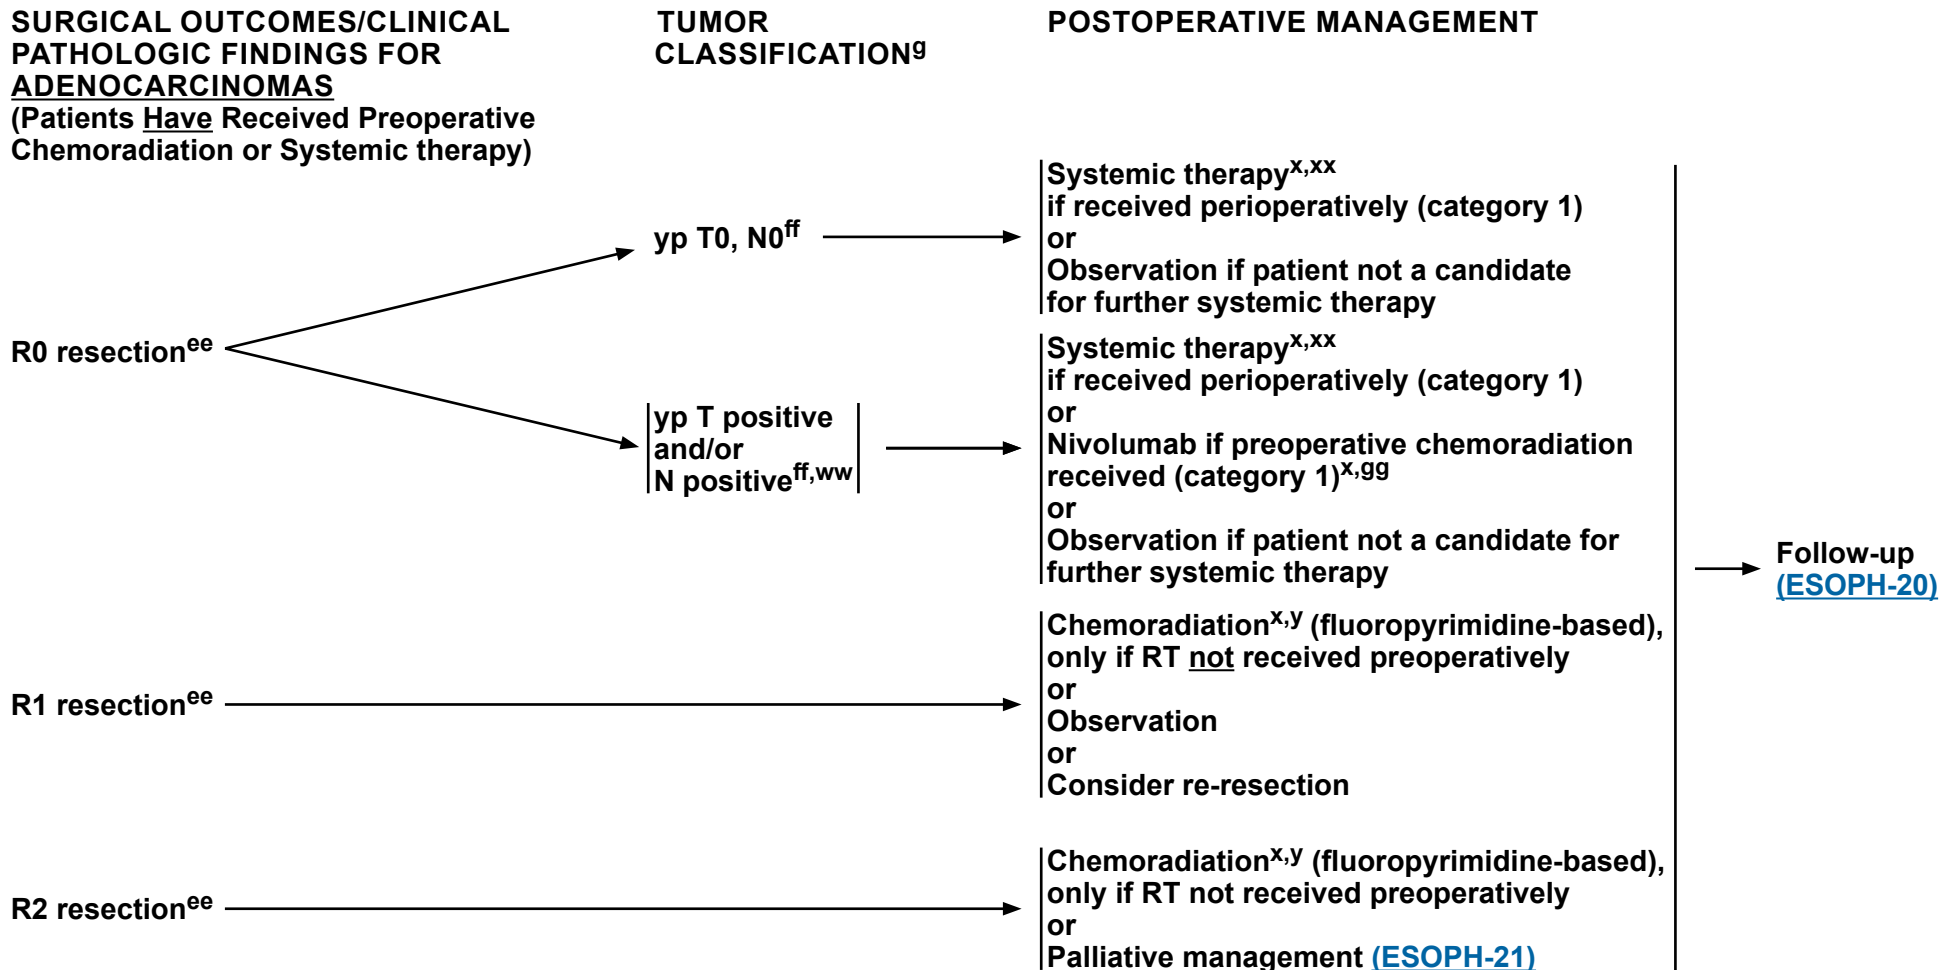 SURGICAL OUTCOMES/CLINICAL
PATHOLOGIC FINDINGS FOR
ADENOCARCINOMAS
(Patients Have Received Preoperative
Chemoradiation or Systemic therapy)
TUMOR
CLASSIFICATIONg
POSTOPERATIVE MANAGEMENT
R0 resectionee
yp T0, N0ff
Systemic therapyx,xx
if received perioperatively (category 1)
or
Observation if patient not a candidate
for further systemic therapy
yp T positive
and/or
N positiveff,ww
Systemic therapyx,xx
if received perioperatively (category 1)
or
Nivolumab if preoperative chemoradiation
received (category 1)x,gg
or
Observation if patient not a candidate for
further systemic therapy
R1 resectionee
Chemoradiationx,y (fluoropyrimidine-based),
only if RT not received preoperatively
or
Observation
or
Consider re-resection
R2 resectionee
Chemoradiationx,y (fluoropyrimidine-based),
only if RT not received preoperatively
or
Palliative management (ESOPH-21)
Follow-up
(ESOPH-20)